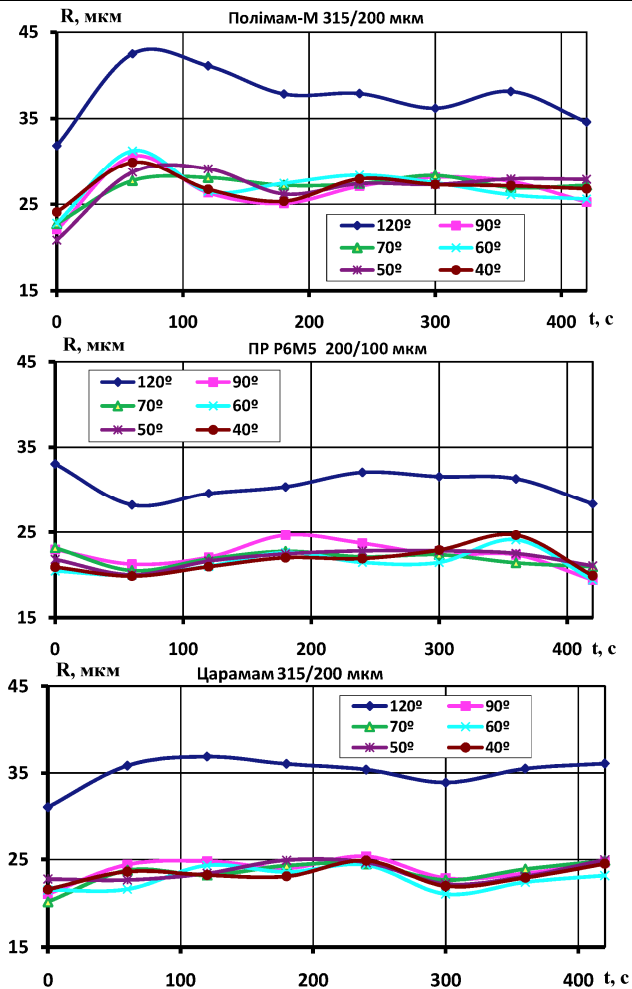 R, мкм Полімам-М 315/200 мкм
45
35
25
120º 90º
70º 60º
50º 40º
15
0 100 200 300 400 t, с
R, мкм ПР Р6М5 200/100 мкм
45
120º 90º
70º 60º
50º 40º
35
25
15
0 100 200 300 400 t, с
R, мкм Царамам 315/200 мкм
45
120º 90º
70º 60º
50º 40º
35
25
15
0 100 200 300 400 t, с